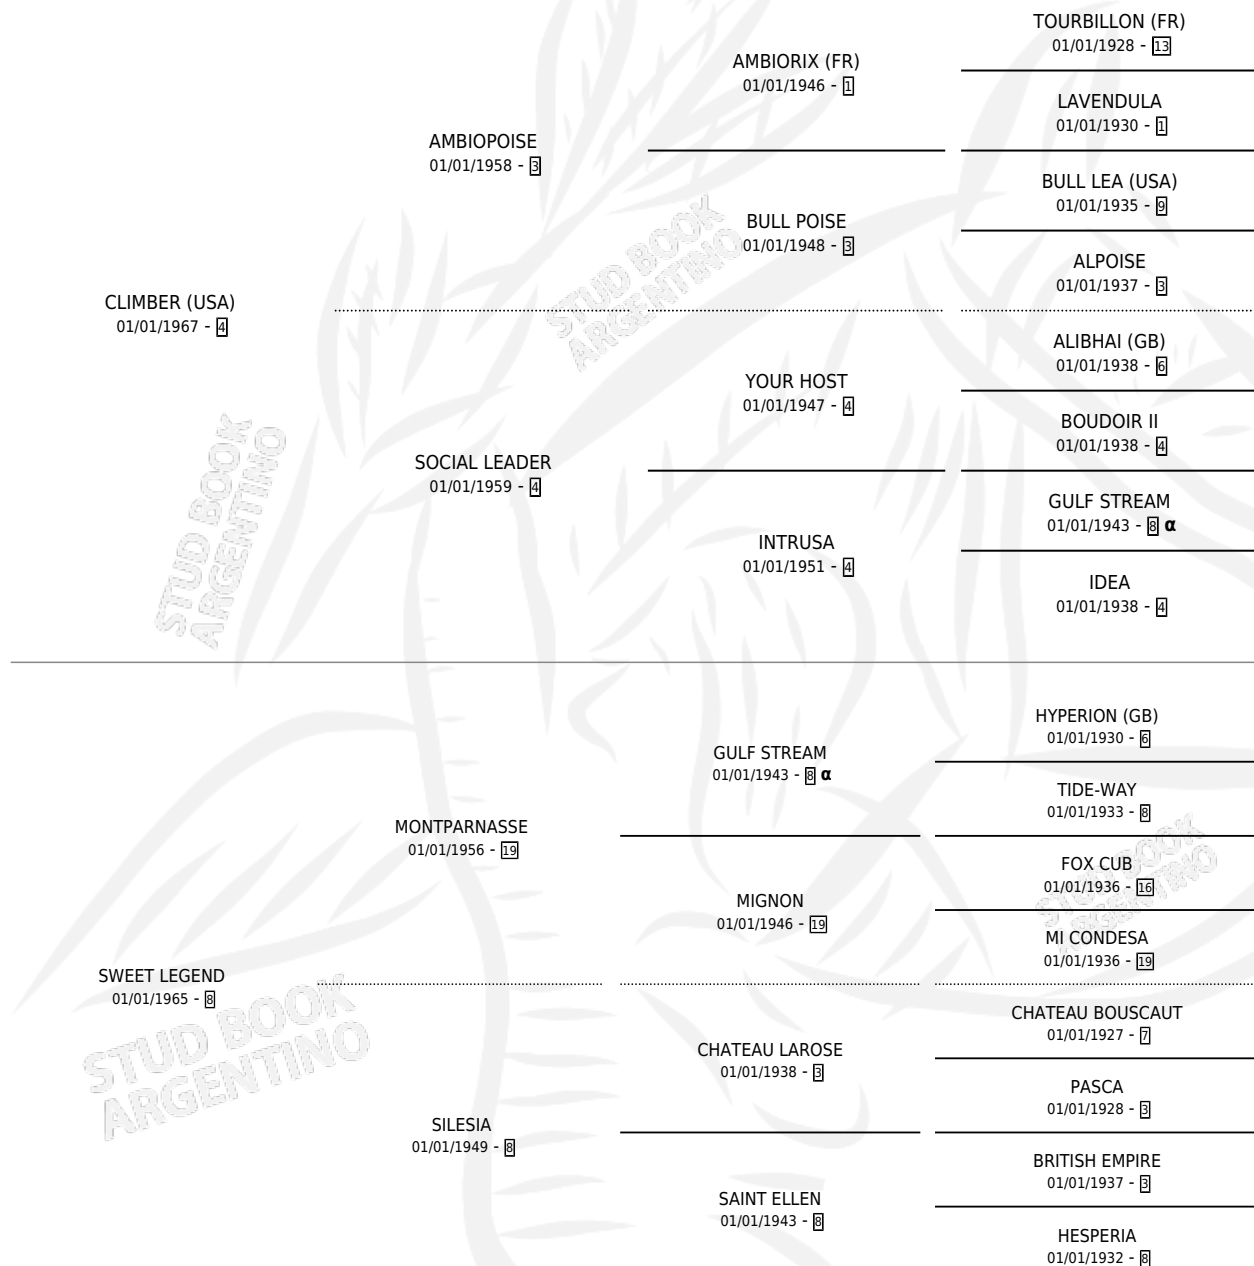 TOURBILLON (FR)
01/01/1928 - 13
AMBIORIX (FR)
01/01/1946 - 1
LAVENDULA
01/01/1930 - 1
AMBIOPOISE
01/01/1958 - 3
BULL LEA (USA)
01/01/1935 - 9
BULL POISE
01/01/1948 - 3
ALPOISE
01/01/1937 - 3
CLIMBER (USA)
01/01/1967 - 4
ALIBHAI (GB)
01/01/1938 - 6
YOUR HOST
01/01/1947 - 4
BOUDOIR II
01/01/1938 - 4
SOCIAL LEADER
01/01/1959 - 4
GULF STREAM
01/01/1943 - 8 α
INTRUSA
01/01/1951 - 4
IDEA
01/01/1938 - 4
HYPERION (GB)
01/01/1930 - 6
GULF STREAM
01/01/1943 - 8 α
TIDE-WAY
01/01/1933 - 8
MONTPARNASSE
01/01/1956 - 19
FOX CUB
01/01/1936 - 16
MIGNON
01/01/1946 - 19
MI CONDESA
01/01/1936 - 19
SWEET LEGEND
01/01/1965 - 8
CHATEAU BOUSCAUT
01/01/1927 - 7
CHATEAU LAROSE
01/01/1938 - 3
PASCA
01/01/1928 - 3
SILESIA
01/01/1949 - 8
BRITISH EMPIRE
01/01/1937 - 3
SAINT ELLEN
01/01/1943 - 8
HESPERIA
01/01/1932 - 8
STUD BOOK
ARGENTINO
STUD BOOK
ARGENTINO
STUD BOOK
ARGENTINO
STUD BOOK
ARGENTINO